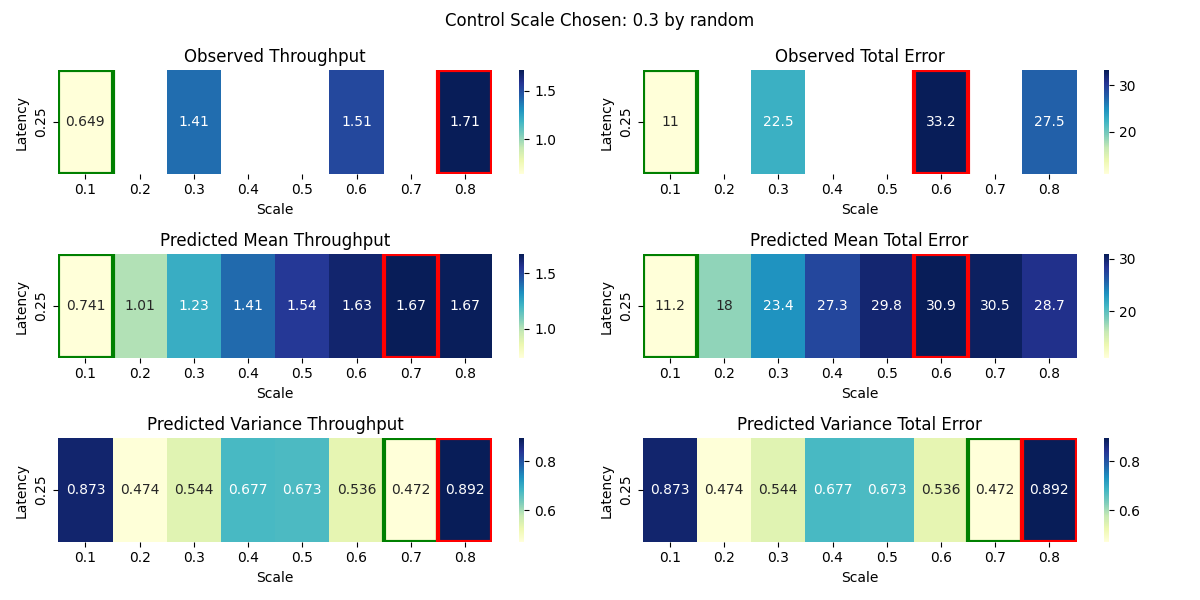 Control Scale Chosen: 0.3 by random
Observed Throughput
Latency
0.25
0.649 1.41 1.51 1.71
1.5
1.0
0.1 0.2 0.3 0.4 0.5 0.6 0.7 0.8
Scale
Observed Total Error
Latency
0.25
11 22.5 33.2 27.5
30
20
0.1 0.2 0.3 0.4 0.5 0.6 0.7 0.8
Scale
Predicted Mean Throughput
Latency
0.25
0.741 1.01 1.23 1.41 1.54 1.63 1.67 1.67
1.5
1.0
0.1 0.2 0.3 0.4 0.5 0.6 0.7 0.8
Scale
Predicted Mean Total Error
Latency
0.25
11.2 18 23.4 27.3 29.8 30.9 30.5 28.7
30
20
0.1 0.2 0.3 0.4 0.5 0.6 0.7 0.8
Scale
Predicted Variance Throughput
Latency
0.25
0.873 0.474 0.544 0.677 0.673 0.536 0.472 0.892
0.8
0.6
0.1 0.2 0.3 0.4 0.5 0.6 0.7 0.8
Scale
Predicted Variance Total Error
Latency
0.25
0.873 0.474 0.544 0.677 0.673 0.536 0.472 0.892
0.8
0.6
0.1 0.2 0.3 0.4 0.5 0.6 0.7 0.8
Scale